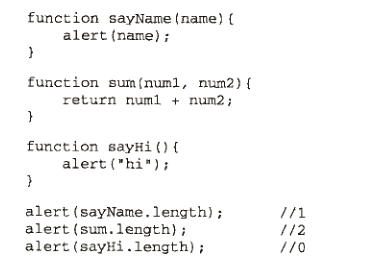 function sayName(name){
    alert(name);
}
function sum(num1, num2){
    return num1 + num2;
}
function sayHi(){
    alert("hi");
}
alert(sayName.length);        //1
alert(sum.length);            //2
alert(sayHi.length);          //0